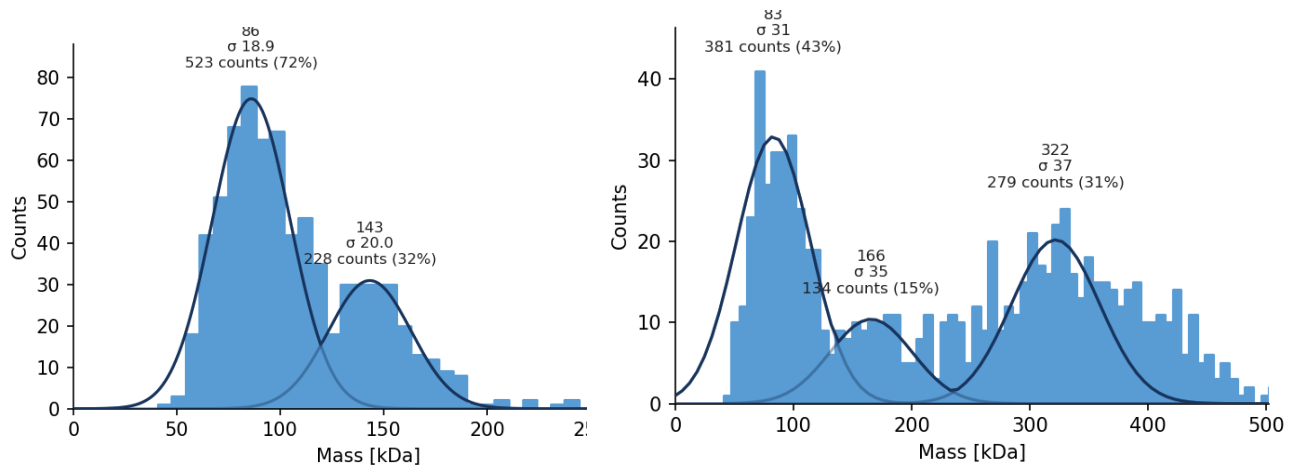 86
σ 18.9
523 counts (72%)
143
σ 20.0
228 counts (32%)
Counts
80
70
60
50
40
30
20
10
0
0 50 100 150 200
Mass [kDa]
83
σ 31
381 counts (43%)
322
σ 37
279 counts (31%)
166
σ 35
134 counts (15%)
Counts
40
30
20
10
0
0 100 200 300 400 500
Mass [kDa]